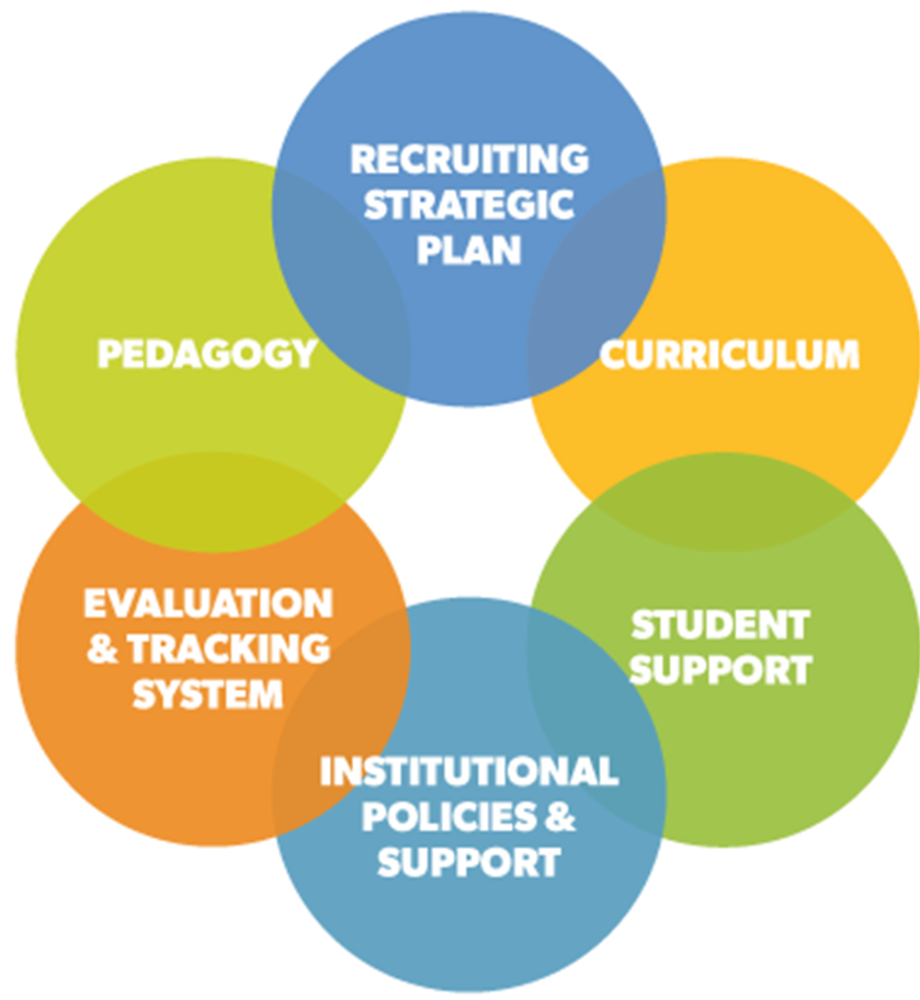 RECRUITING
STRATEGIC
PLAN
PEDAGOGY
CURRICULUM
EVALUATION
& TRACKING
SYSTEM
STUDENT
SUPPORT
INSTITUTIONAL
POLICIES &
SUPPORT